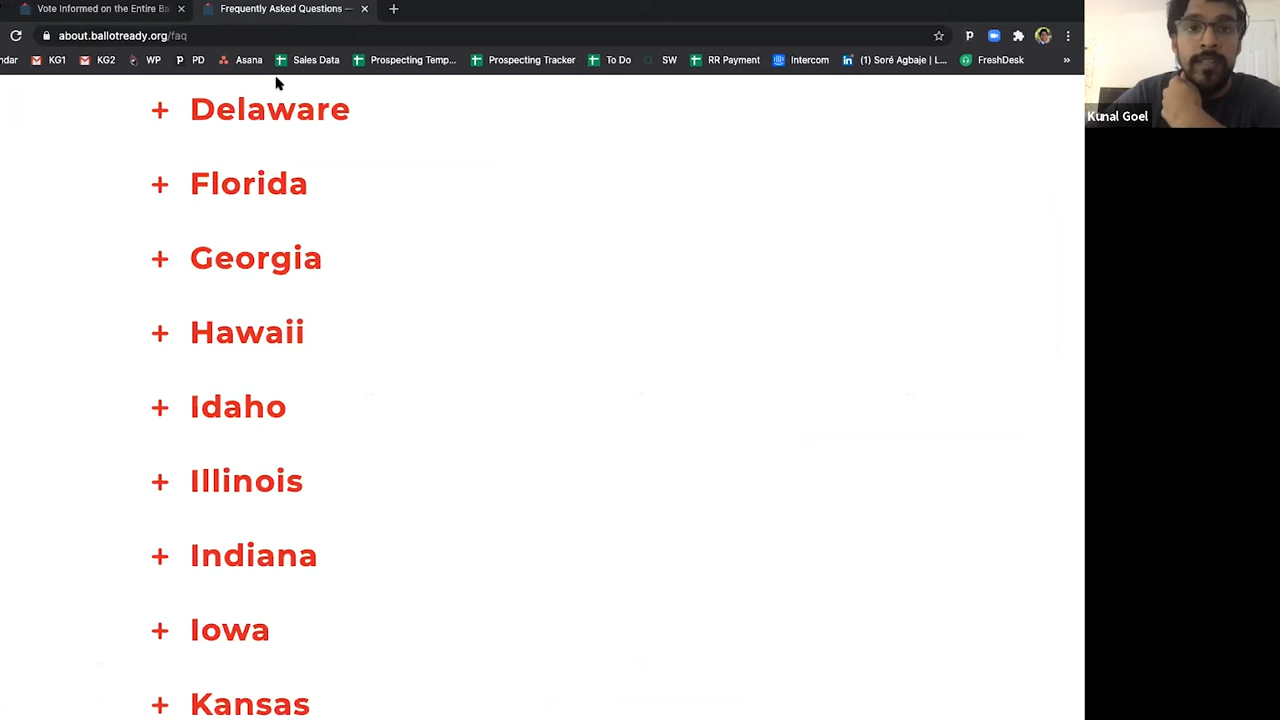 Vote Informed on the Entire Ba
Frequently Asked Questions —
about.ballotready.org/faq
ndar KG1 KG2 WP PD Asana Sales Data Prospecting Temp... Prospecting Tracker To Do SW RR Payment Intercom (1) Soré Agbaje | L... FreshDesk »
Kunal Goel
+ Delaware
+ Florida
+ Georgia
+ Hawaii
+ Idaho
+ Illinois
+ Indiana
+ Iowa
+ Kansas